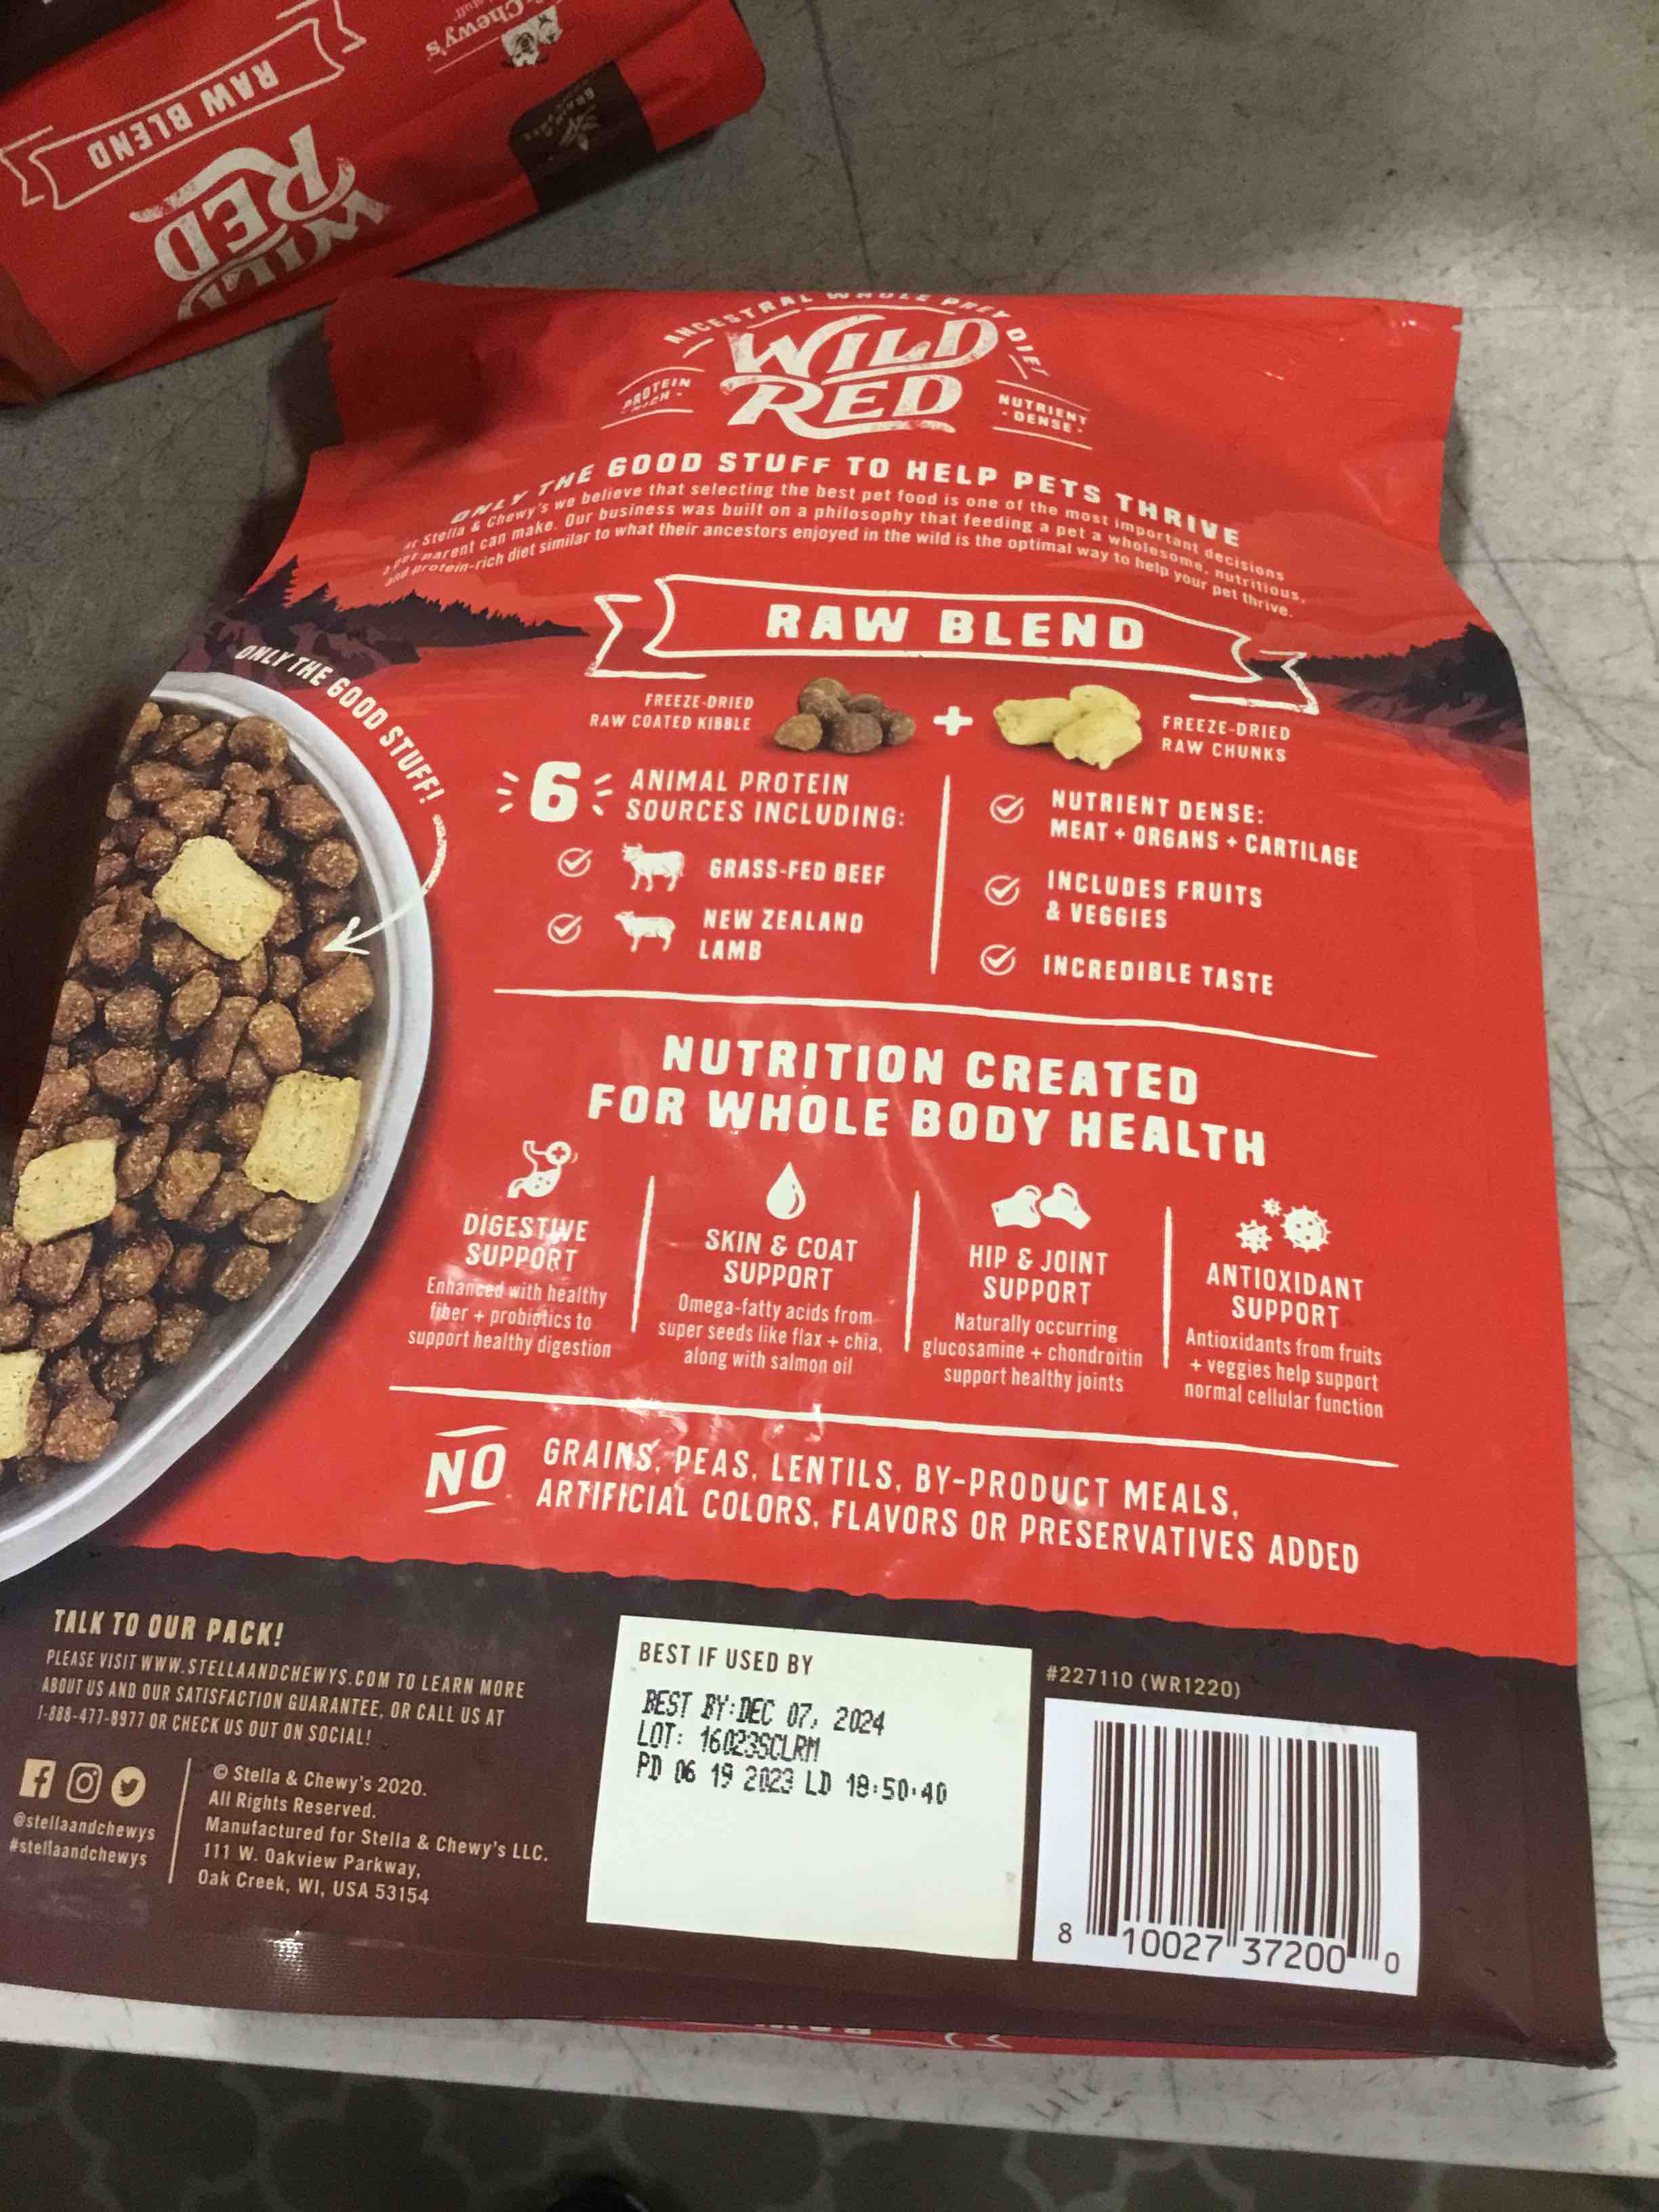 Chewy's
RAW BLEND
WILD
RED
ANCESTRAL WHOLE PREY DIET
PROTEIN
RICH
WILD
RED
NUTRIENT
DENSE
ONLY THE GOOD STUFF TO HELP PETS THRIVE
At Stella & Chewy's we believe that selecting the best pet food is one of the most important decisions
a pet parent can make. Our business was built on a philosophy that feeding a pet a wholesome, nutritious,
and protein-rich diet similar to what their ancestors enjoyed in the wild is the optimal way to help your pet thrive.
RAW BLEND
FREEZE-DRIED
RAW COATED KIBBLE
+
FREEZE-DRIED
RAW CHUNKS
ONLY THE GOOD STUFF!
6 ANIMAL PROTEIN
SOURCES INCLUDING:
GRASS-FED BEEF
NEW ZEALAND
LAMB
NUTRIENT DENSE:
MEAT + ORGANS + CARTILAGE
INCLUDES FRUITS
& VEGGIES
INCREDIBLE TASTE
NUTRITION CREATED
FOR WHOLE BODY HEALTH
DIGESTIVE
SUPPORT
Enhanced with healthy
fiber + probiotics to
support healthy digestion
SKIN & COAT
SUPPORT
Omega-fatty acids from
super seeds like flax + chia,
along with salmon oil
HIP & JOINT
SUPPORT
Naturally occurring
glucosamine + chondroitin
support healthy joints
ANTIOXIDANT
SUPPORT
Antioxidants from fruits
+ veggies help support
normal cellular function
NO GRAINS, PEAS, LENTILS, BY-PRODUCT MEALS,
ARTIFICIAL COLORS, FLAVORS OR PRESERVATIVES ADDED
TALK TO OUR PACK!
PLEASE VISIT WWW.STELLAANDCHEWYS.COM TO LEARN MORE
ABOUT US AND OUR SATISFACTION GUARANTEE, OR CALL US AT
1-888-477-8977 OR CHECK US OUT ON SOCIAL!
@stellaandchewys
#stellaandchewys
© Stella & Chewy's 2020.
All Rights Reserved.
Manufactured for Stella & Chewy's LLC.
111 W. Oakview Parkway,
Oak Creek, WI, USA 53154
BEST IF USED BY
BEST BY:DEC 07, 2024
LOT: 16023SCLRM
PD 06 19 2023 LD 18:50:40
#227110 (WR1220)
8 10027 37200 0